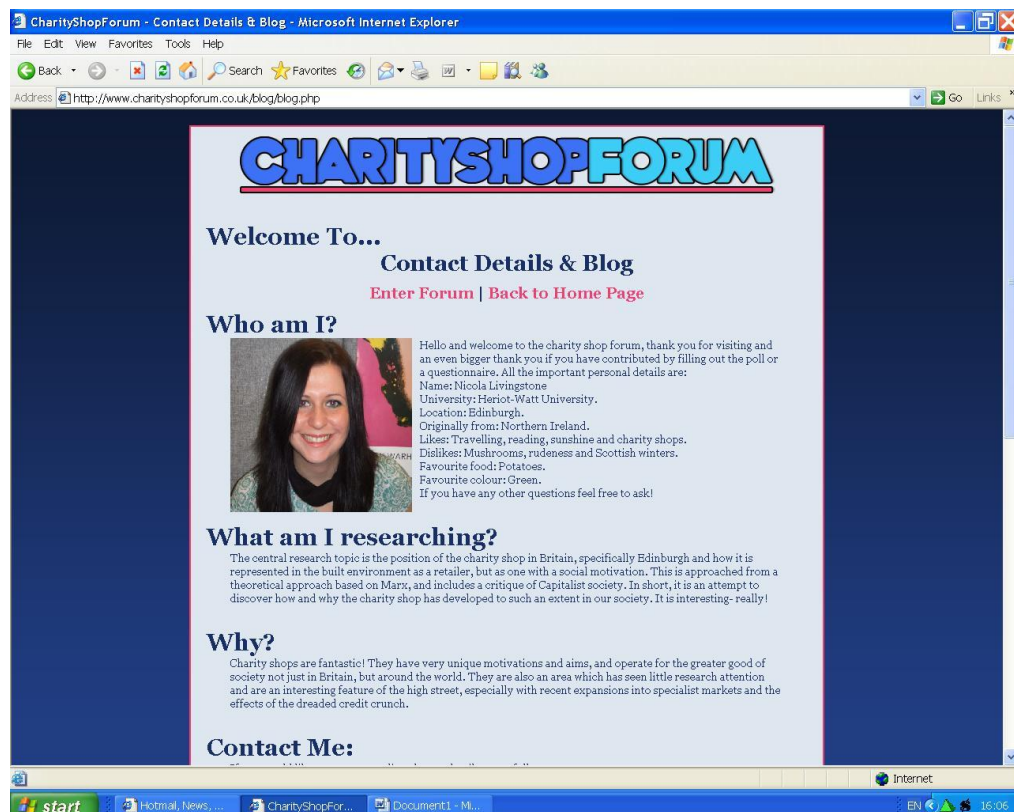 CharityShopForum - Contact Details & Blog - Microsoft Internet Explorer
File Edit View Favorites Tools Help
Back Search Favorites
Address http://www.charityshopforum.co.uk/blog/blog.php Go Links »
CHARITYSHOPFORUM
Welcome To...
Contact Details & Blog
Enter Forum | Back to Home Page
Who am I?
Hello and welcome to the charity shop forum, thank you for visiting and
an even bigger thank you if you have contributed by filling out the poll or
a questionnaire. All the important personal details are:
Name: Nicola Livingstone
University: Heriot-Watt University.
Location: Edinburgh.
Originally from: Northern Ireland.
Likes: Travelling, reading, sunshine and charity shops.
Dislikes: Mushrooms, rudeness and Scottish winters.
Favourite food: Potatoes.
Favourite colour: Green.
If you have any other questions feel free to ask!
WARH
What am I researching?
The central research topic is the position of the charity shop in Britain, specifically Edinburgh and how it is
represented in the built environment as a retailer, but as one with a social motivation. This is approached from a
theoretical approach based on Marx, and includes a critique of Capitalist society. In short, it is an attempt to
discover how and why the charity shop has developed to such an extent in our society. It is interesting- really!
Why?
Charity shops are fantastic! They have very unique motivations and aims, and operate for the greater good of
society not just in Britain, but around the world. They are also an area which has seen little research attention
and are an interesting feature of the high street, especially with recent expansions into specialist markets and the
effects of the dreaded credit crunch.
Contact Me:
Internet
start Hotmail, News, ... CharityShopFor... Document1 - Mi... EN 16:06